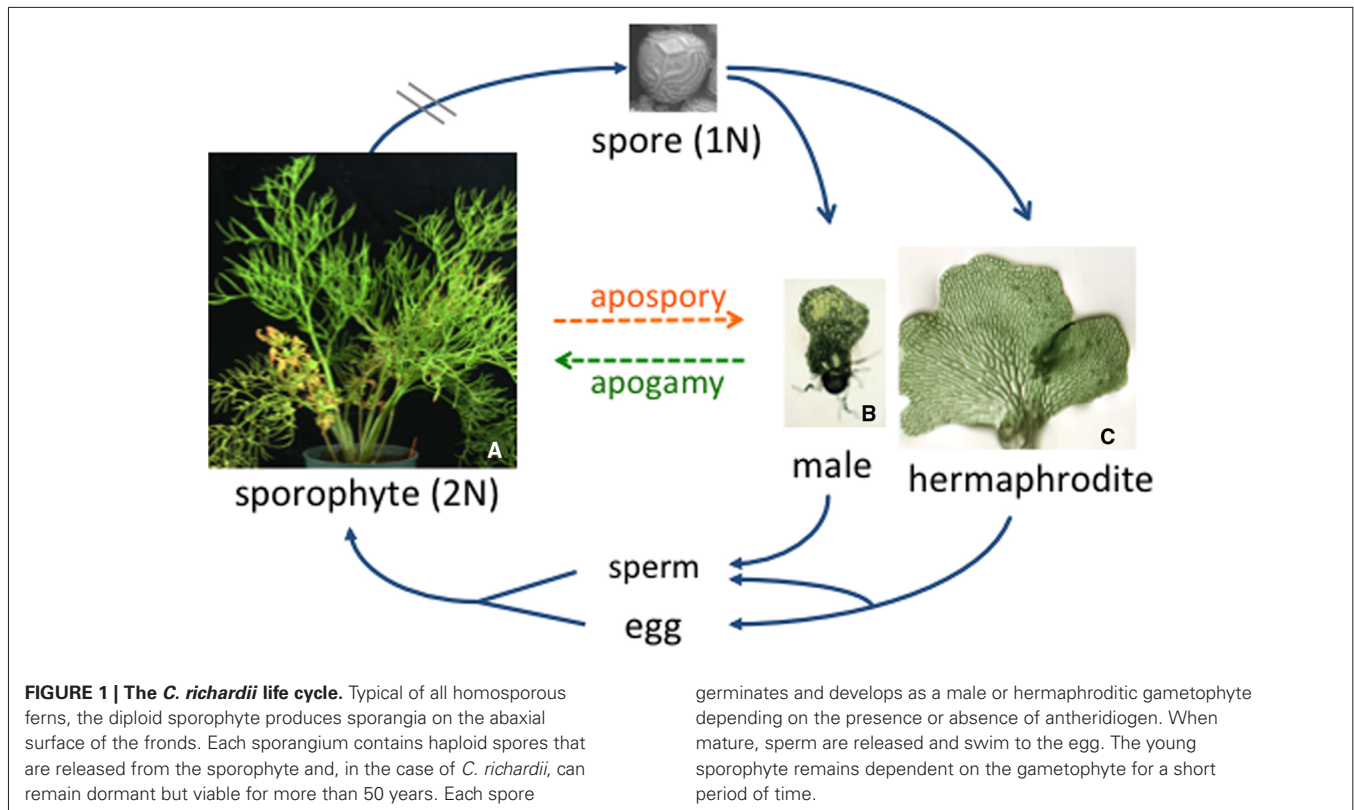 spore (1N)
apospory
apogamy
A
B
C
male
hermaphrodite
sporophyte (2N)
sperm
egg
FIGURE 1 | The C. richardii life cycle. Typical of all homosporous
ferns, the diploid sporophyte produces sporangia on the abaxial
surface of the fronds. Each sporangium contains haploid spores that
are released from the sporophyte and, in the case of C. richardii, can
remain dormant but viable for more than 50 years. Each spore
germinates and develops as a male or hermaphroditic gametophyte
depending on the presence or absence of antheridiogen. When
mature, sperm are released and swim to the egg. The young
sporophyte remains dependent on the gametophyte for a short
period of time.